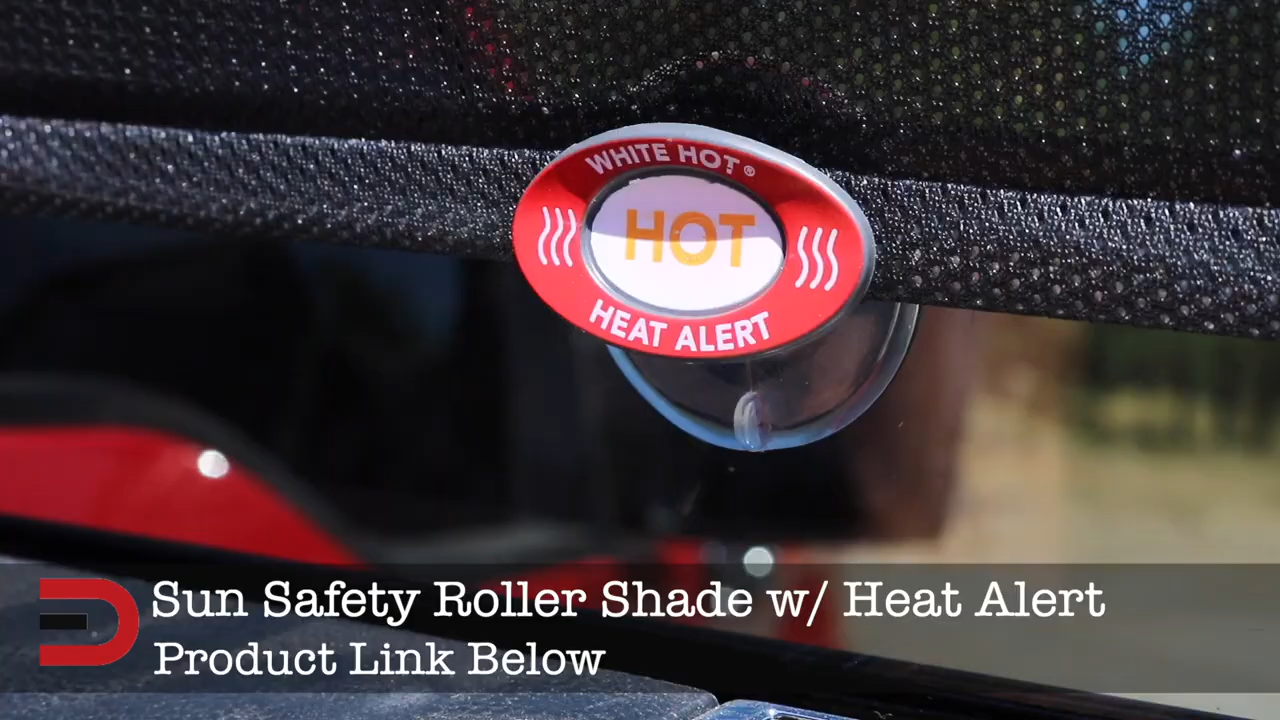 WHITE HOT®
HOT
HEAT ALERT
Sun Safety Roller Shade w/ Heat Alert
Product Link Below